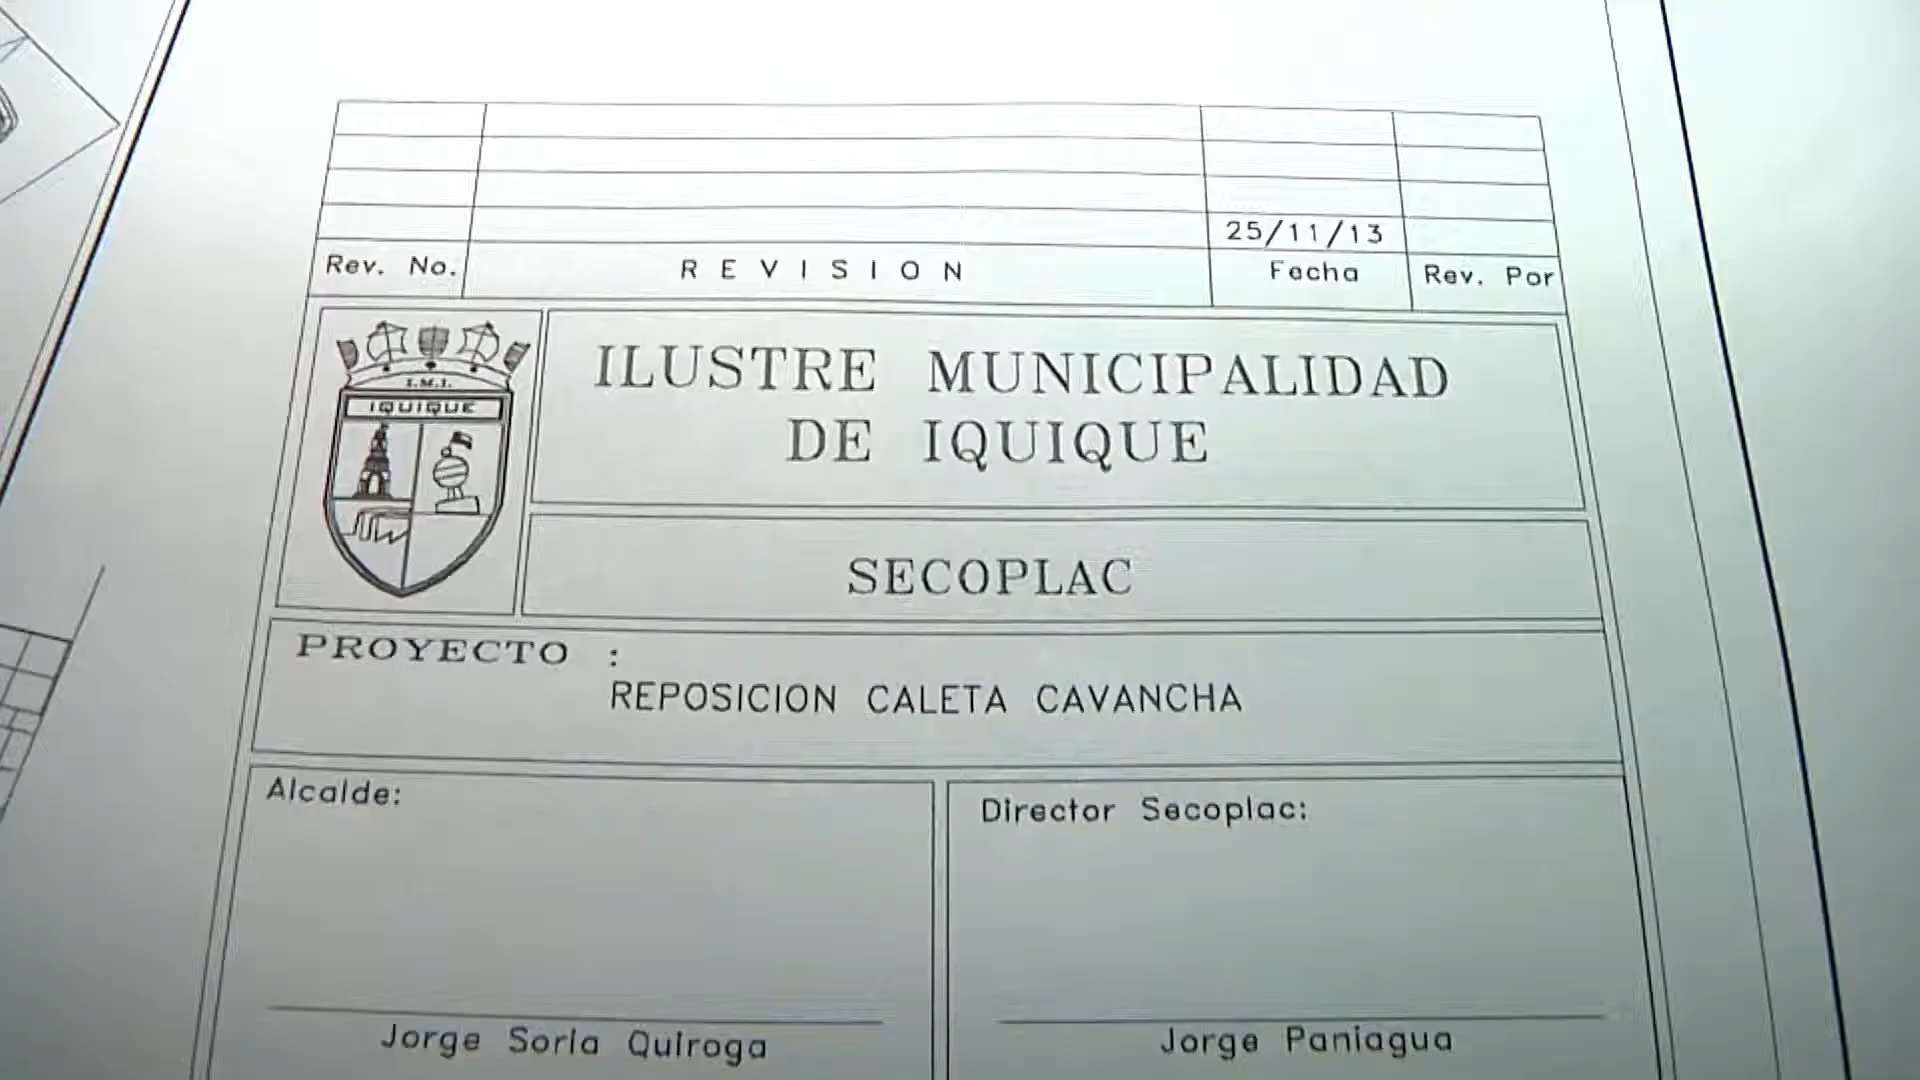 25/11/13
Rev. No. REVISION Fecha Rev. Por
I.M.I.
IQUIQUE
ILUSTRE MUNICIPALIDAD
DE IQUIQUE
SECOPLAC
PROYECTO :
REPOSICION CALETA CAVANCHA
Alcalde:
Director Secoplac:
Jorge Soria Quiroga
Jorge Paniagua